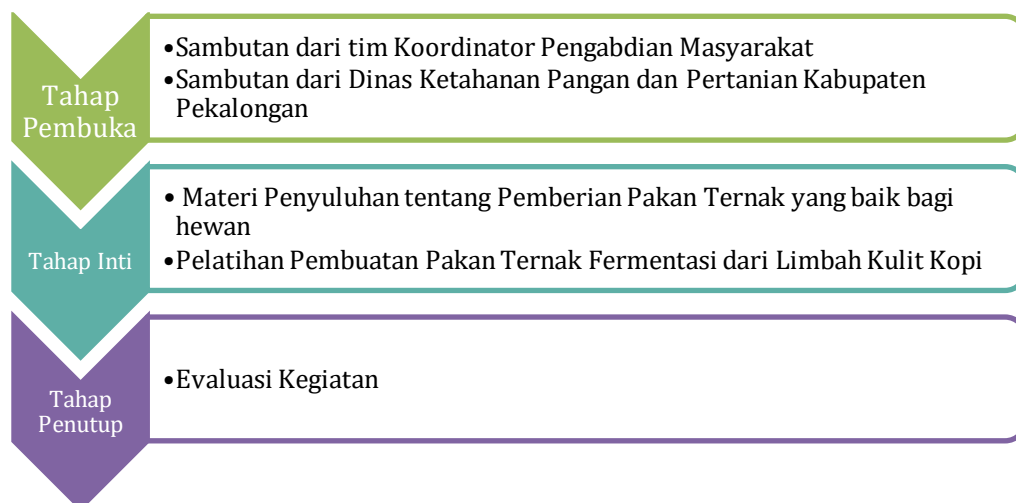 Tahap
Pembuka
•Sambutan dari tim Koordinator Pengabdian Masyarakat
•Sambutan dari Dinas Ketahanan Pangan dan Pertanian Kabupaten
Pekalongan
Tahap Inti
• Materi Penyuluhan tentang Pemberian Pakan Ternak yang baik bagi
hewan
•Pelatihan Pembuatan Pakan Ternak Fermentasi dari Limbah Kulit Kopi
Tahap
Penutup
•Evaluasi Kegiatan